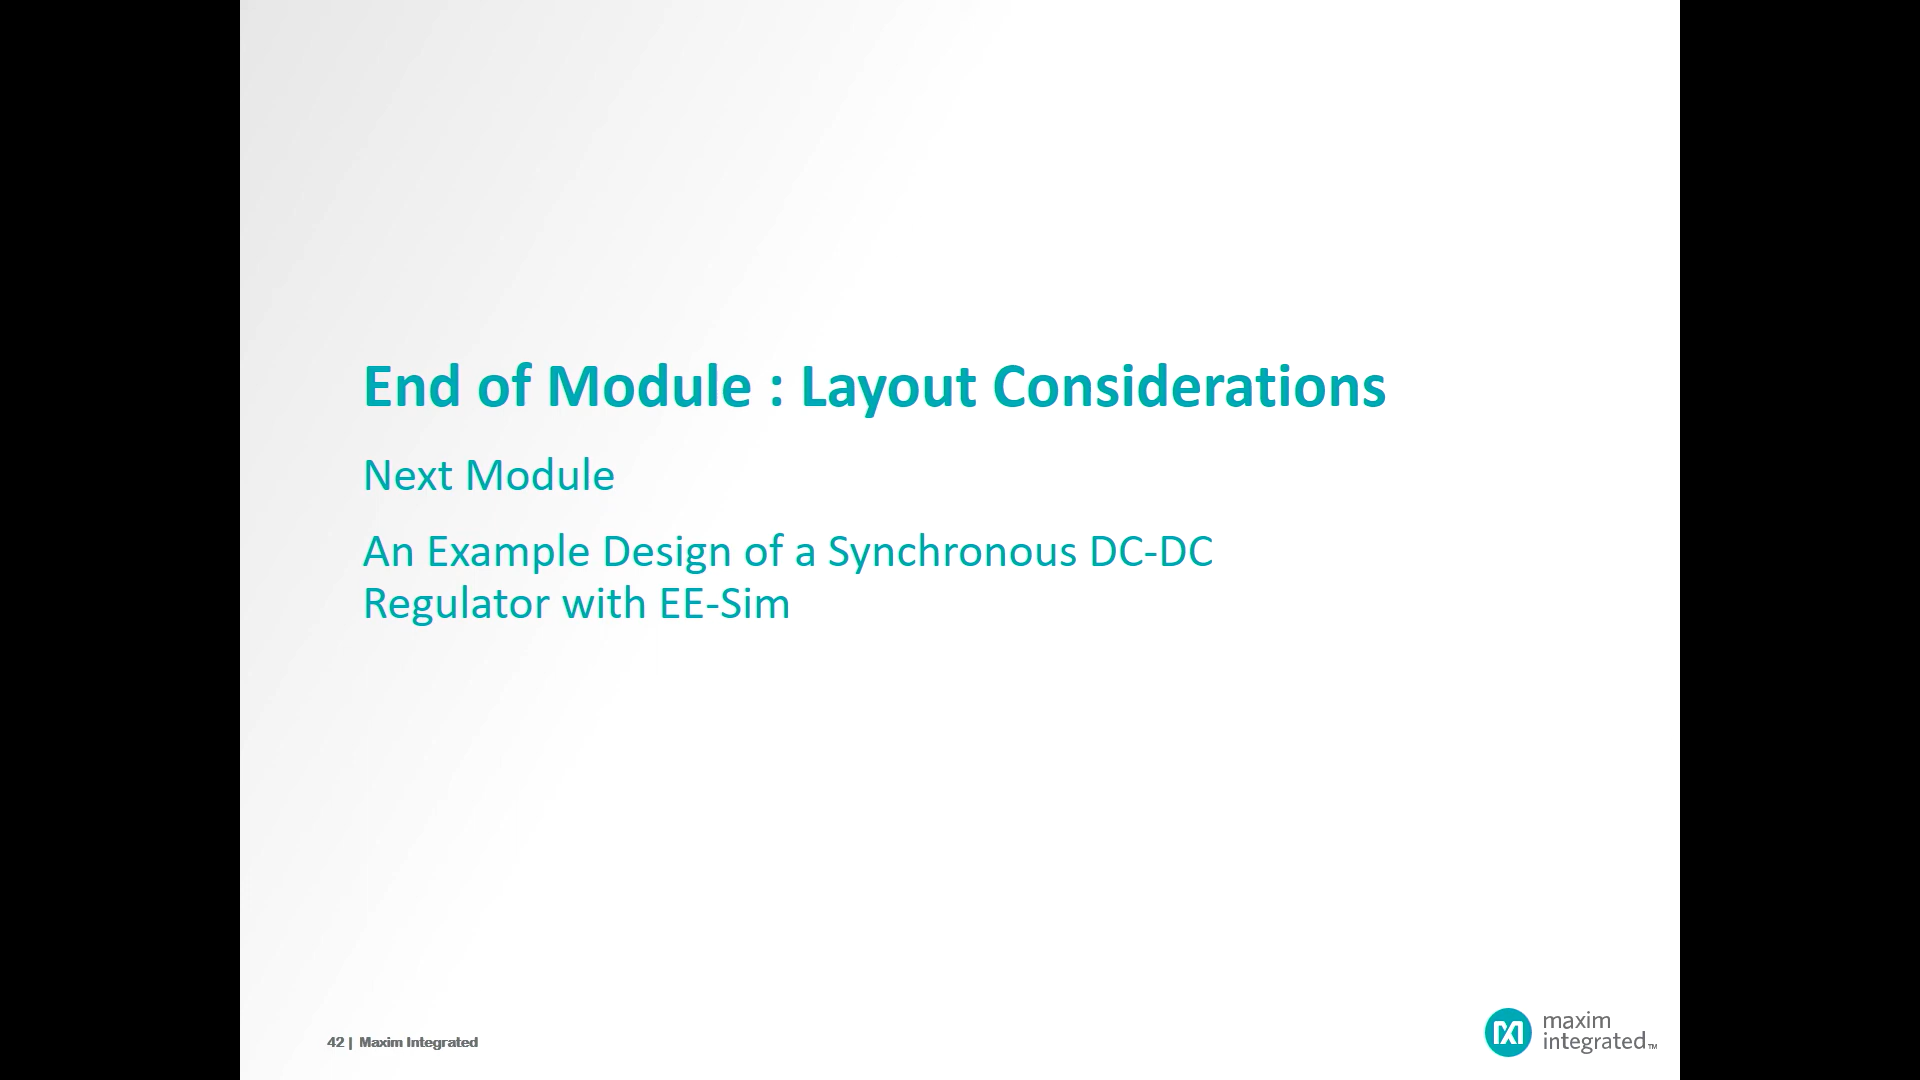 End of Module : Layout Considerations
Next Module
An Example Design of a Synchronous DC-DC
Regulator with EE-Sim
42 | Maxim Integrated
maxim
integrated™